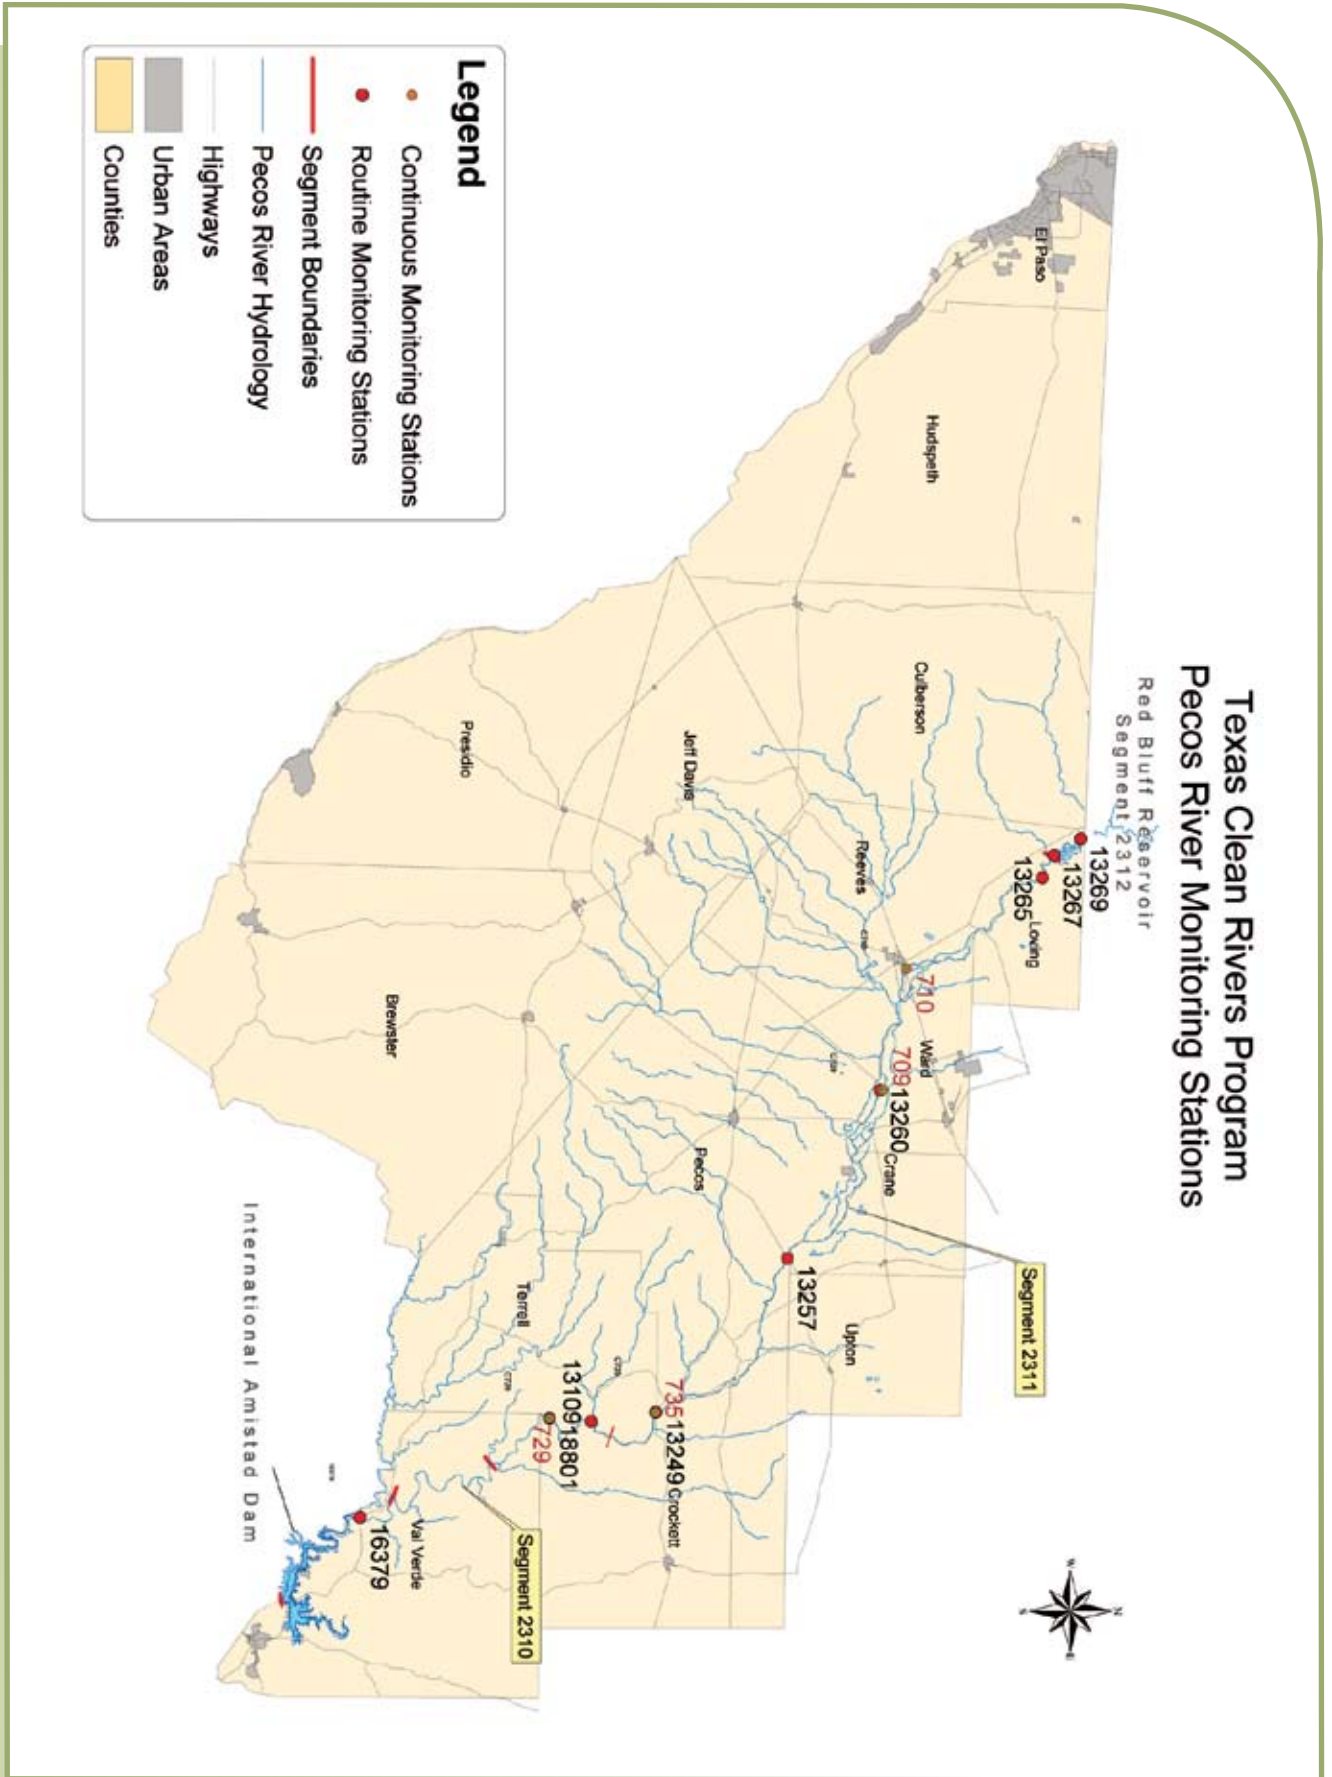 Texas Clean Rivers Program
Pecos River Monitoring Stations
Red Bluff Reservoir
Segment 2312
13269
13267
13265
Loving
El Paso
Hudspeth
Culberson
Reeves
710
Ward
709
13260
Crane
Segment 2311
Jeff Davis
Presidio
Pecos
13257
Upton
Brewster
Terrell
735
13249
Crockett
13109
18801
729
Segment 2310
Val Verde
16379
International Amistad Dam
N
W
E
S
Legend
Continuous Monitoring Stations
Routine Monitoring Stations
Segment Boundaries
Pecos River Hydrology
Highways
Urban Areas
Counties